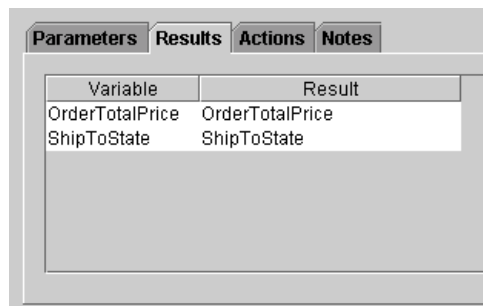 Parameters Results Actions Notes
Variable Result
OrderTotalPrice OrderTotalPrice
ShipToState ShipToState